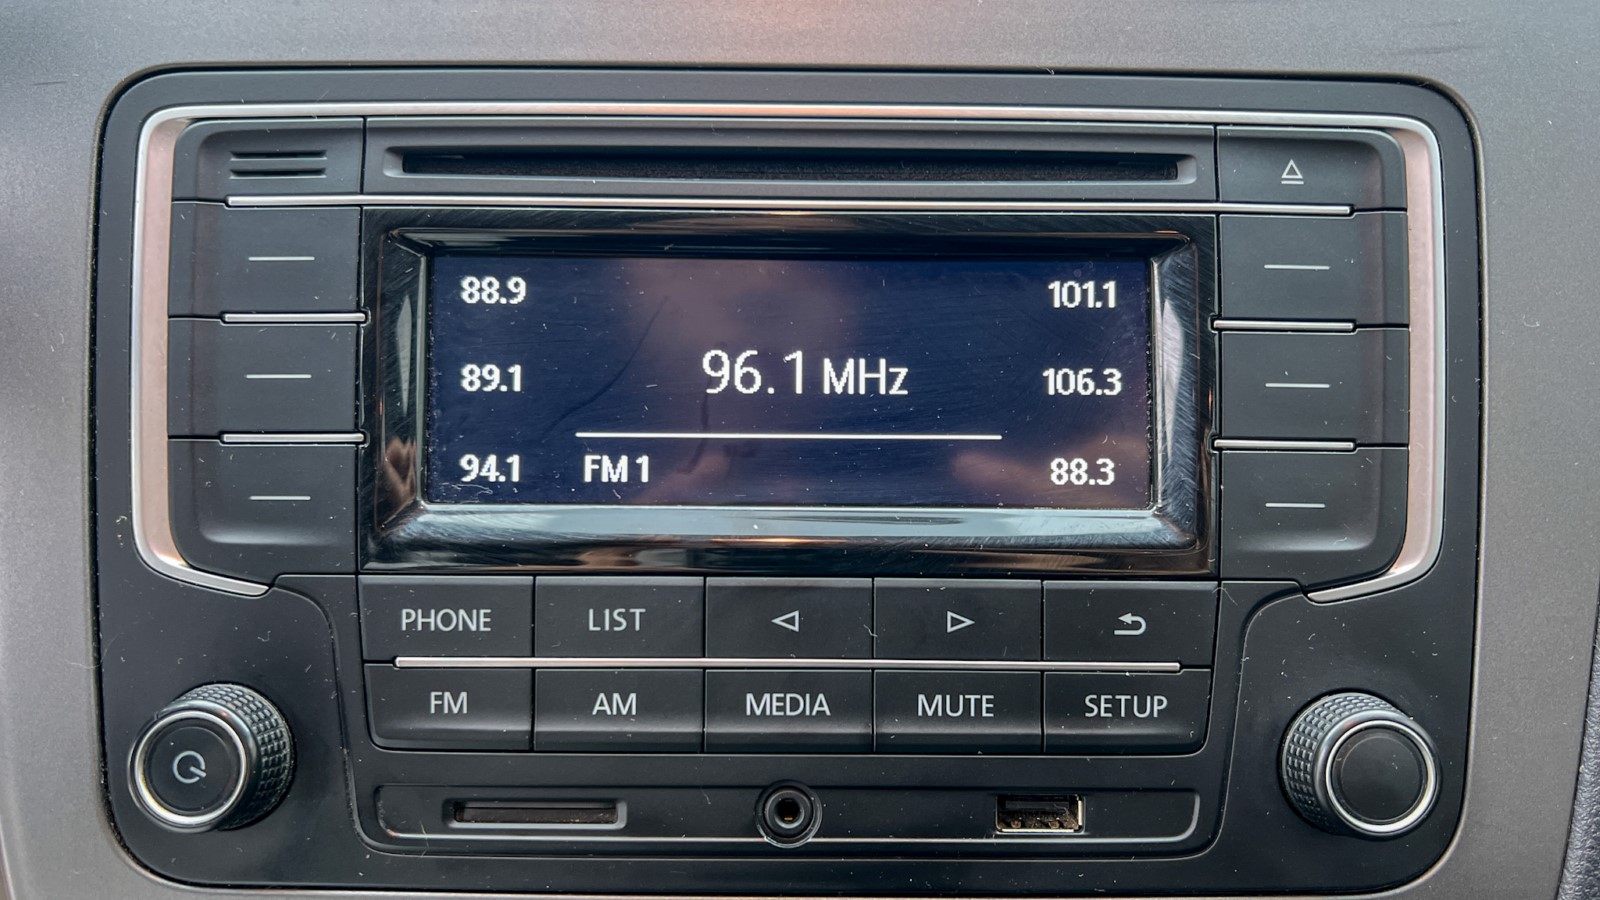 88.9 101.1
96.1 MHz
89.1 106.3
94.1 FM 1 88.3
PHONE LIST
FM AM MEDIA MUTE SETUP